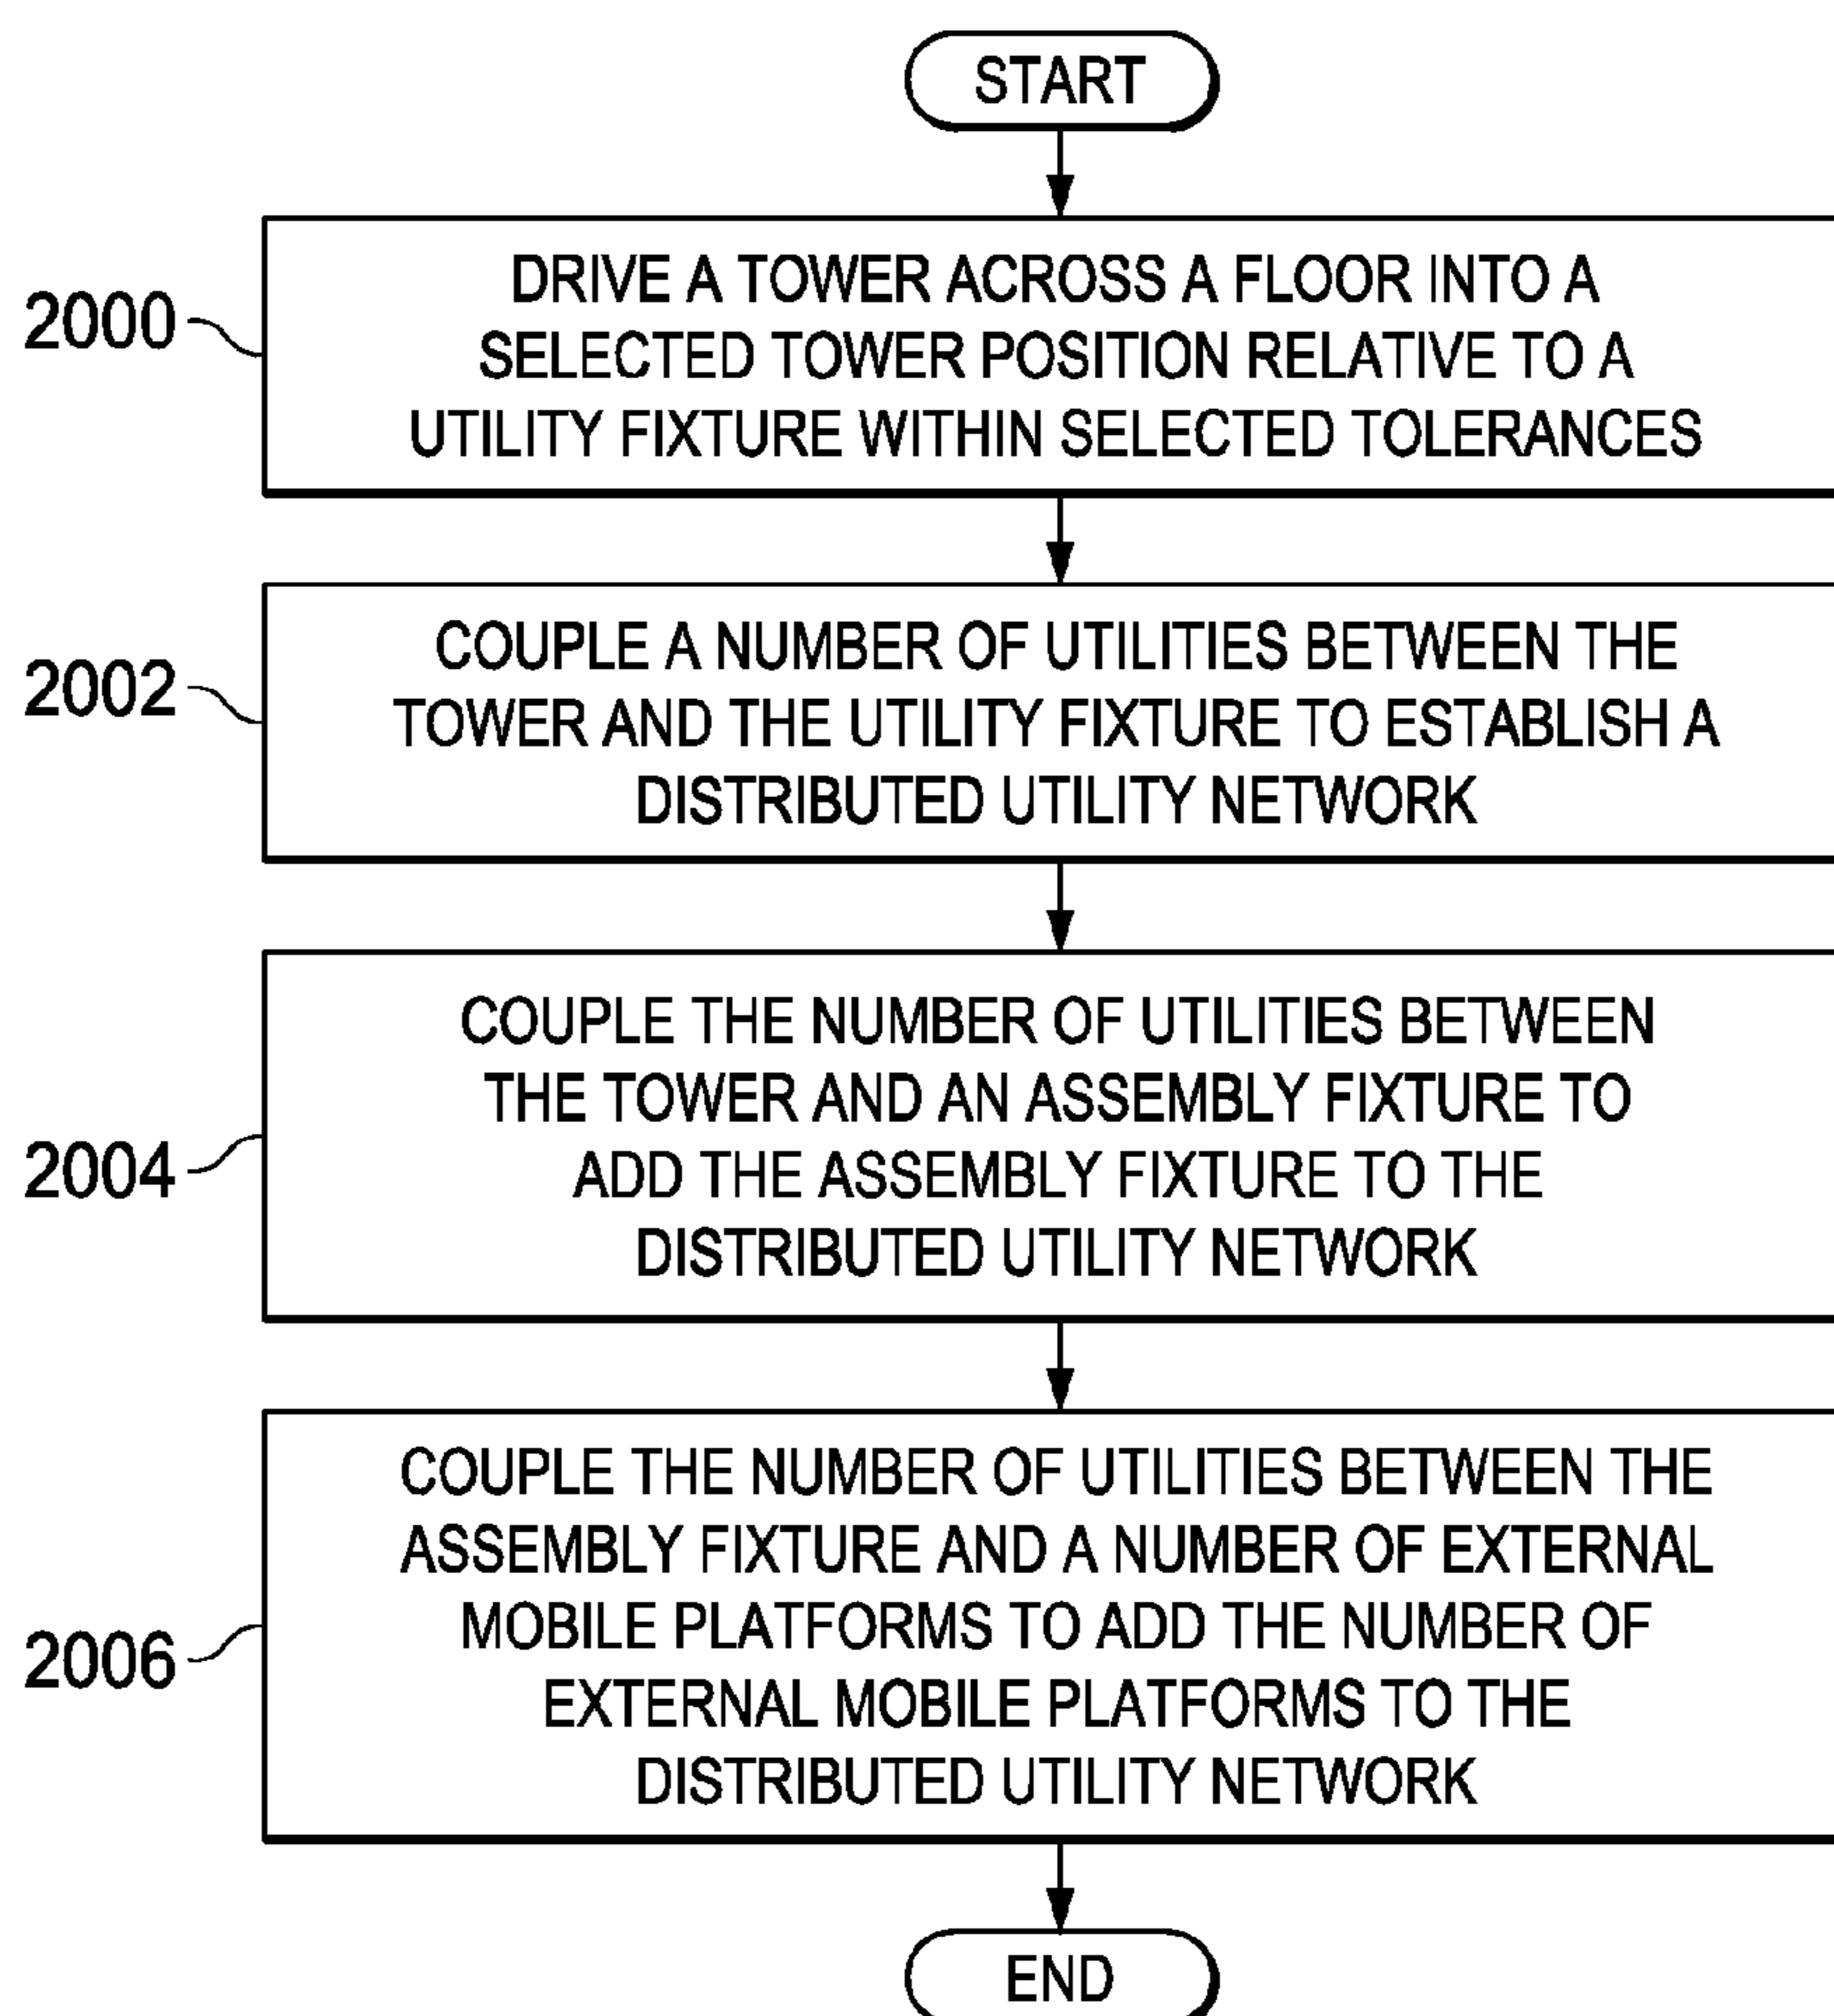 START
2000
DRIVE A TOWER ACROSS A FLOOR INTO A
SELECTED TOWER POSITION RELATIVE TO A
UTILITY FIXTURE WITHIN SELECTED TOLERANCES
2002
COUPLE A NUMBER OF UTILITIES BETWEEN THE
TOWER AND THE UTILITY FIXTURE TO ESTABLISH A
DISTRIBUTED UTILITY NETWORK
2004
COUPLE THE NUMBER OF UTILITIES BETWEEN
THE TOWER AND AN ASSEMBLY FIXTURE TO
ADD THE ASSEMBLY FIXTURE TO THE
DISTRIBUTED UTILITY NETWORK
2006
COUPLE THE NUMBER OF UTILITIES BETWEEN THE
ASSEMBLY FIXTURE AND A NUMBER OF EXTERNAL
MOBILE PLATFORMS TO ADD THE NUMBER OF
EXTERNAL MOBILE PLATFORMS TO THE
DISTRIBUTED UTILITY NETWORK
END